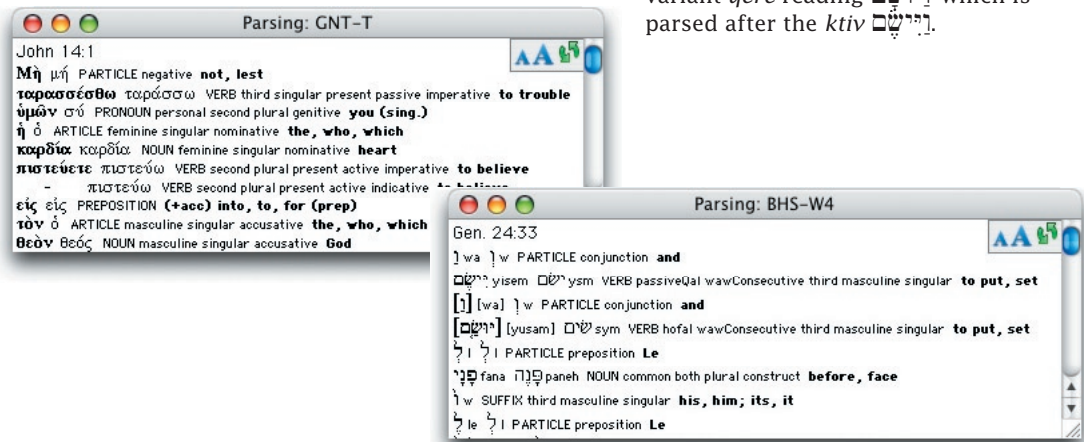 variant qere reading which is
parsed after the ktiv וַיִּישֶׂם.
Parsing: GNT-T
John 14:1
Μὴ μή PARTICLE negative not, lest
ταρασσέσθω ταράσσω VERB third singular present passive imperative to trouble
ὑμῶν σύ PRONOUN personal second plural genitive you (sing.)
ἡ ὁ ARTICLE feminine singular nominative the, who, which
καρδία καρδία NOUN feminine singular nominative heart
πιστεύετε πιστεύω VERB second plural present active imperative to believe
- πιστεύω VERB second plural present active indicative to believe
εἰς εἰς PREPOSITION (+acc) into, to, for (prep)
τὸν ὁ ARTICLE masculine singular accusative the, who, which
θεὸν θεός NOUN masculine singular accusative God
Parsing: BHS-W4
Gen. 24:33
וַ wa וְ w PARTICLE conjunction and
יִּישֶׂם yisem ישׂם ysm VERB passiveQal wawConsecutive third masculine singular to put, set
[וַ] [wa] וְ w PARTICLE conjunction and
[יּוּשַׂם] [yusam] שׂים sym VERB hofal wawConsecutive third masculine singular to put, set
לְ l לְ l PARTICLE preposition Le
פָנָי fana פָּנֶה paneh NOUN common both plural construct before, face
ו w SUFFIX third masculine singular his, him; its, it
לֶ le לְ l PARTICLE preposition Le